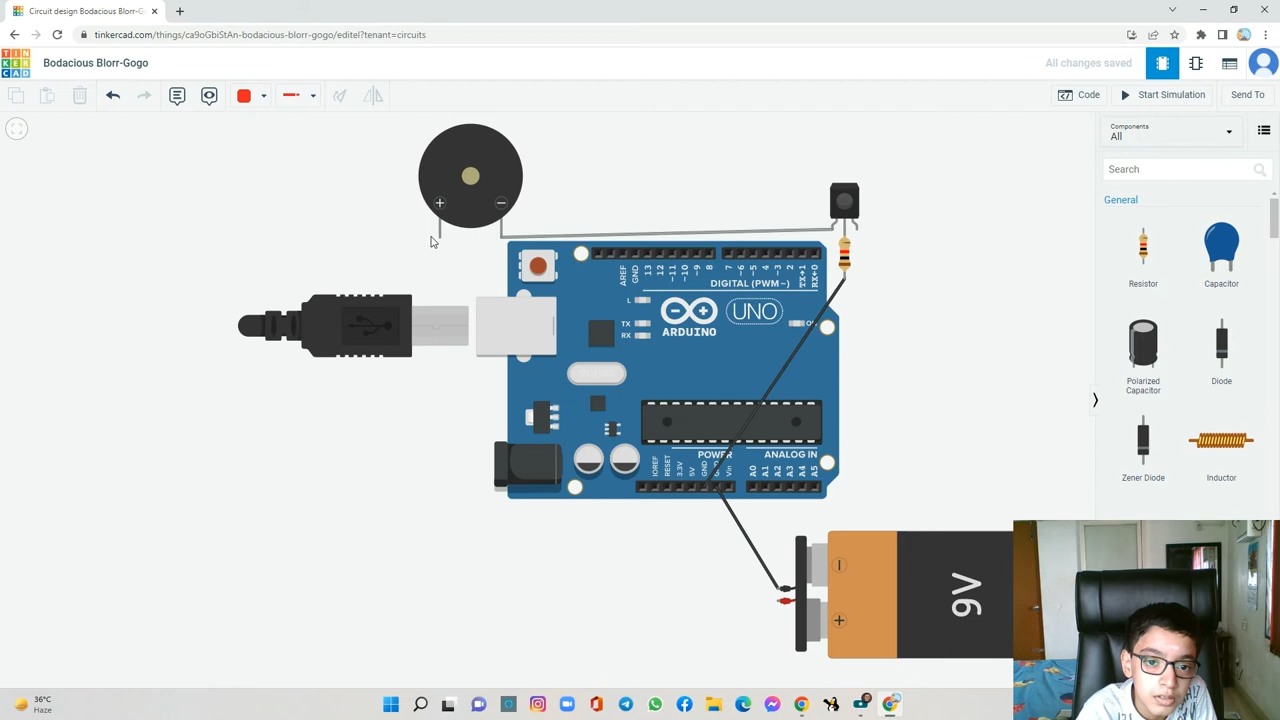 Circuit design Bodacious Blorr-G
tinkercad.com/things/ca9oGbiStAn-bodacious-blorr-gogo/editel?tenant=circuits
TIN
KER
CAD
Bodacious Blorr-Gogo
All changes saved
Code
Start Simulation
Send To
Components
All
Search
General
Resistor
Capacitor
Polarized
Capacitor
Diode
Zener Diode
Inductor
+ −
AREF
GND
13
12
~11
~10
~9
8
7
~6
~5
4
~3
2
TX→1
RX←0
DIGITAL (PWM~)
L
TX
RX
UNO
ARDUINO
POWER
ANALOG IN
IOREF
RESET
3.3V
5V
GND
Vin
A0
A1
A2
A3
A4
A5
9V
+
36°C
Haze